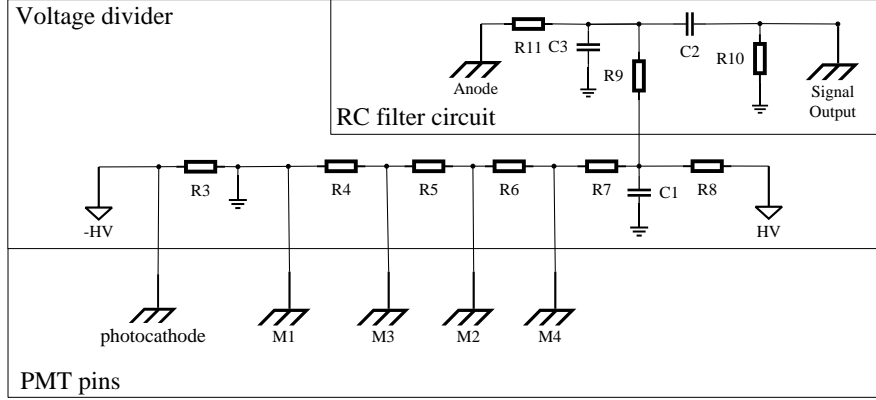 Voltage divider
R11
C3
C2
R9
R10
Anode
Signal
Output
RC filter circuit
R3
R4
R5
R6
R7
C1
R8
-HV
HV
photocathode
M1
M3
M2
M4
PMT pins